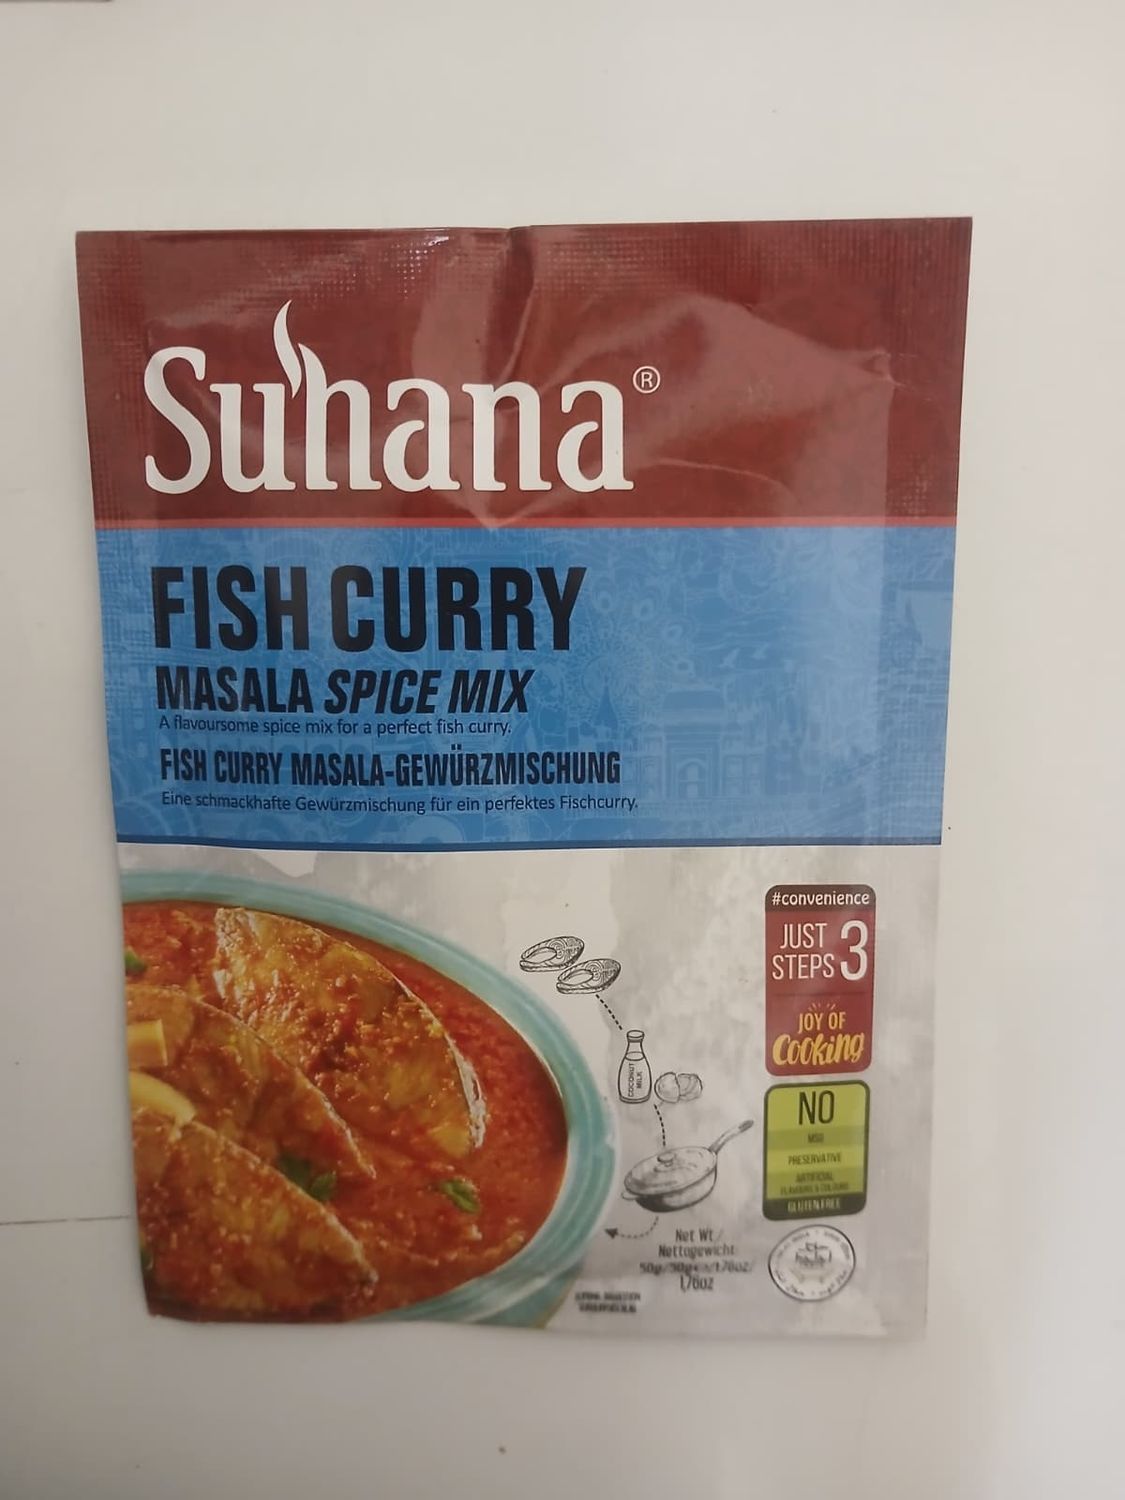 Suhana®
FISH CURRY
MASALA SPICE MIX
A flavoursome spice mix for a perfect fish curry.
FISH CURRY MASALA-GEWÜRZMISCHUNG
Eine schmackhafte Gewürzmischung für ein perfektes Fischcurry.
#convenience
JUST
STEPS 3
JOY OF
Cooking
COCONUT
MILK
NO
MSG
PRESERVATIVE
ARTIFICIAL
FLAVOURS & COLOURS
GLUTEN FREE
Net Wt/
Nettogewicht:
1,76oz